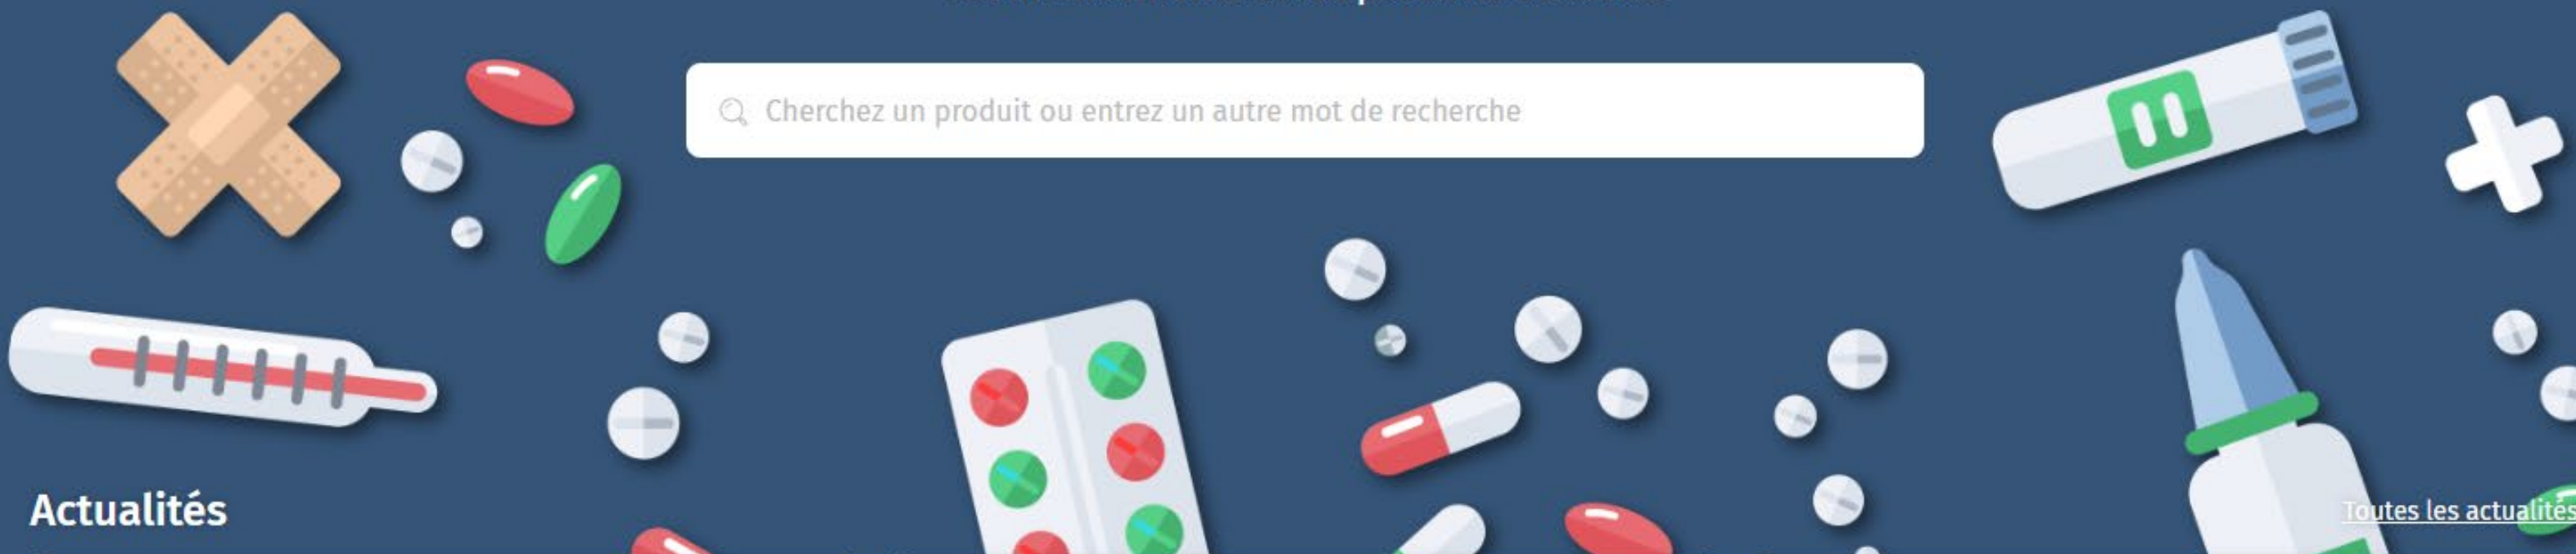 Cherchez un produit ou entrez un autre mot de recherche
Actualités
Toutes les actualités